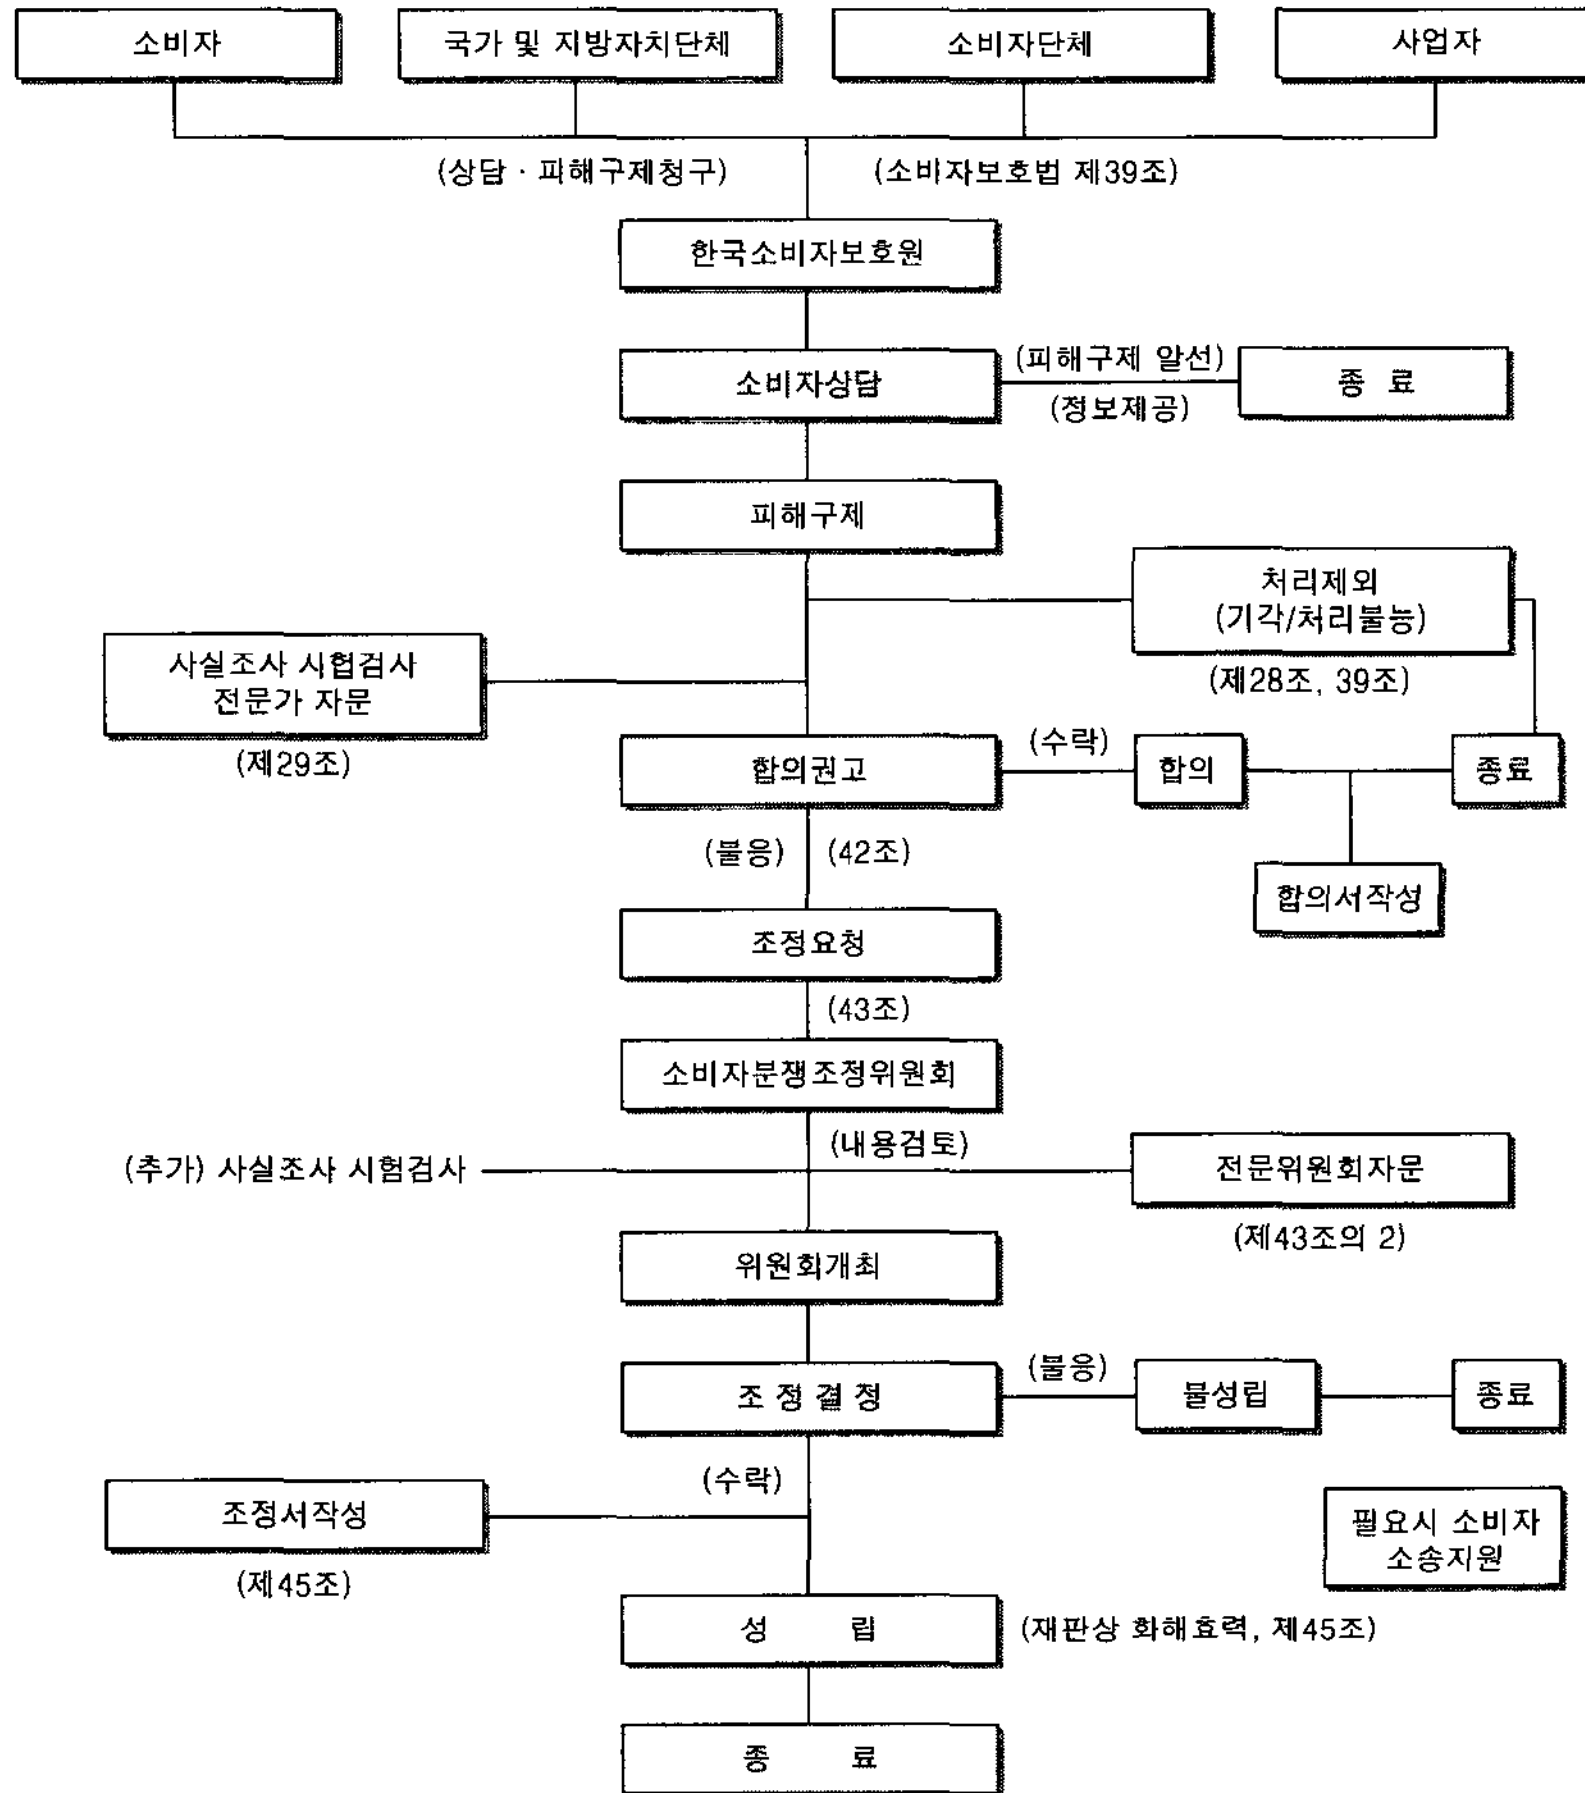 소비자
국가 및 지방자치단체
소비자단체
사업자
(상담 · 피해구제청구)
(소비자보호법 제39조)
한국소비자보호원
소비자상담
(피해구제 알선)
(정보제공)
종 료
피해구제
처리제외
(기각/처리불능)
(제28조, 39조)
사실조사 시험검사
전문가 자문
(제29조)
합의권고
(수락)
합의
종료
(불응)
(42조)
합의서작성
조정요청
(43조)
소비자분쟁조정위원회
(내용검토)
(추가) 사실조사 시험검사
전문위원회자문
(제43조의 2)
위원회개최
조 정 결 정
(불응)
불성립
종료
(수락)
조정서작성
(제45조)
필요시 소비자
소송지원
성 립
(재판상 화해효력, 제45조)
종 료